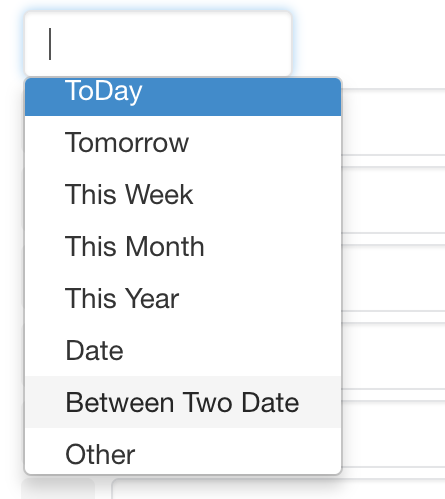 ToDay
Tomorrow
This Week
This Month
This Year
Date
Between Two Date
Other